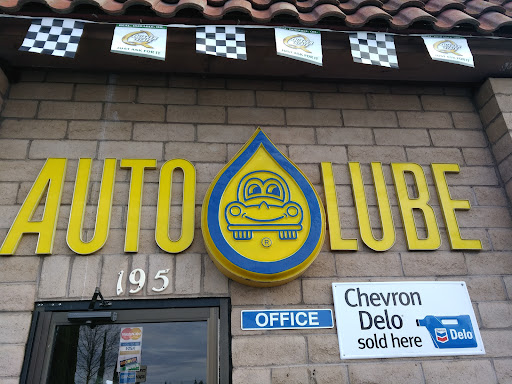 AUTO LUBE
®
195
OFFICE
Chevron
Delo
sold here
Delo